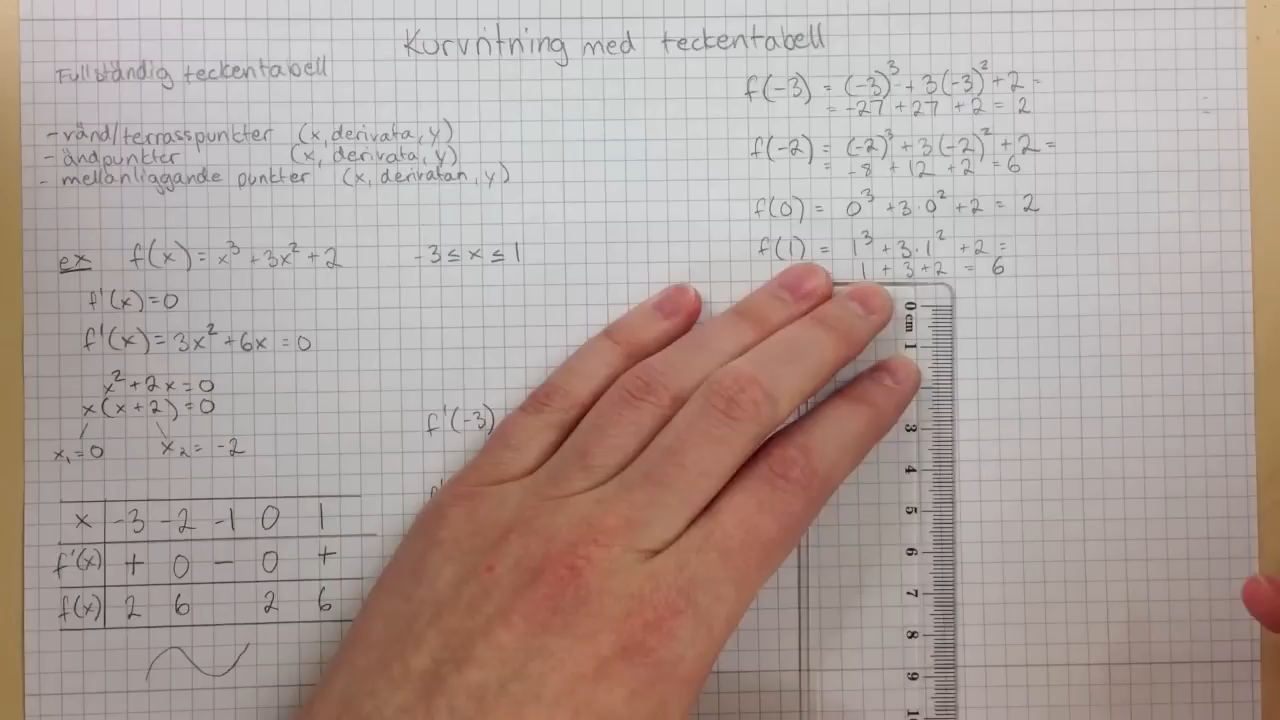 Kurvritning med teckentabell
Fullständig teckentabell
-vänd/terrasspunkter (x, derivata, y)
- ändpunkter (x, derivata, y)
- mellanliggande punkter (x, derivatan, y)
ex f(x) = x³ + 3x² + 2 -3 ≤ x ≤ 1
f'(x) = 0
f'(x) = 3x² + 6x = 0
x² + 2x = 0
x(x + 2) = 0
x₁ = 0 x₂ = -2
x -3 -2 -1 0 1
f'(x) + 0 - 0 +
f(x) 2 6 2 6
f(-3) = (-3)³ + 3(-3)² + 2 =
= -27 + 27 + 2 = 2
f(-2) = (-2)³ + 3(-2)² + 2 =
= -8 + 12 + 2 = 6
f(0) = 0³ + 3·0² + 2 = 2
f(1) = 1³ + 3·1² + 2 =
1 + 3 + 2 = 6
f'(-3)
0 cm 1 3 4 5 6 7 8 9